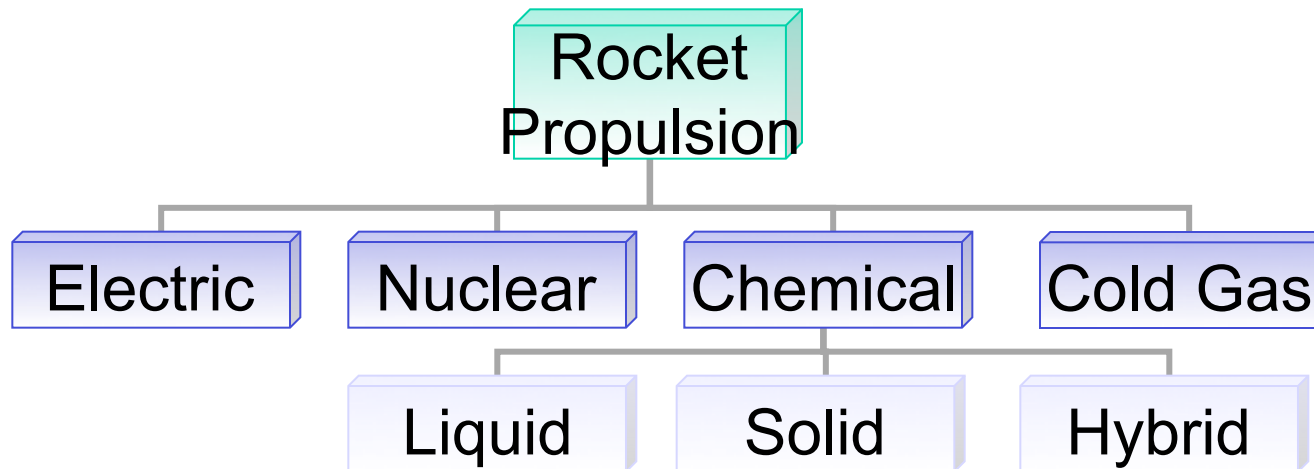 Rocket
Propulsion
Electric
Nuclear
Chemical
Cold Gas
Liquid
Solid
Hybrid